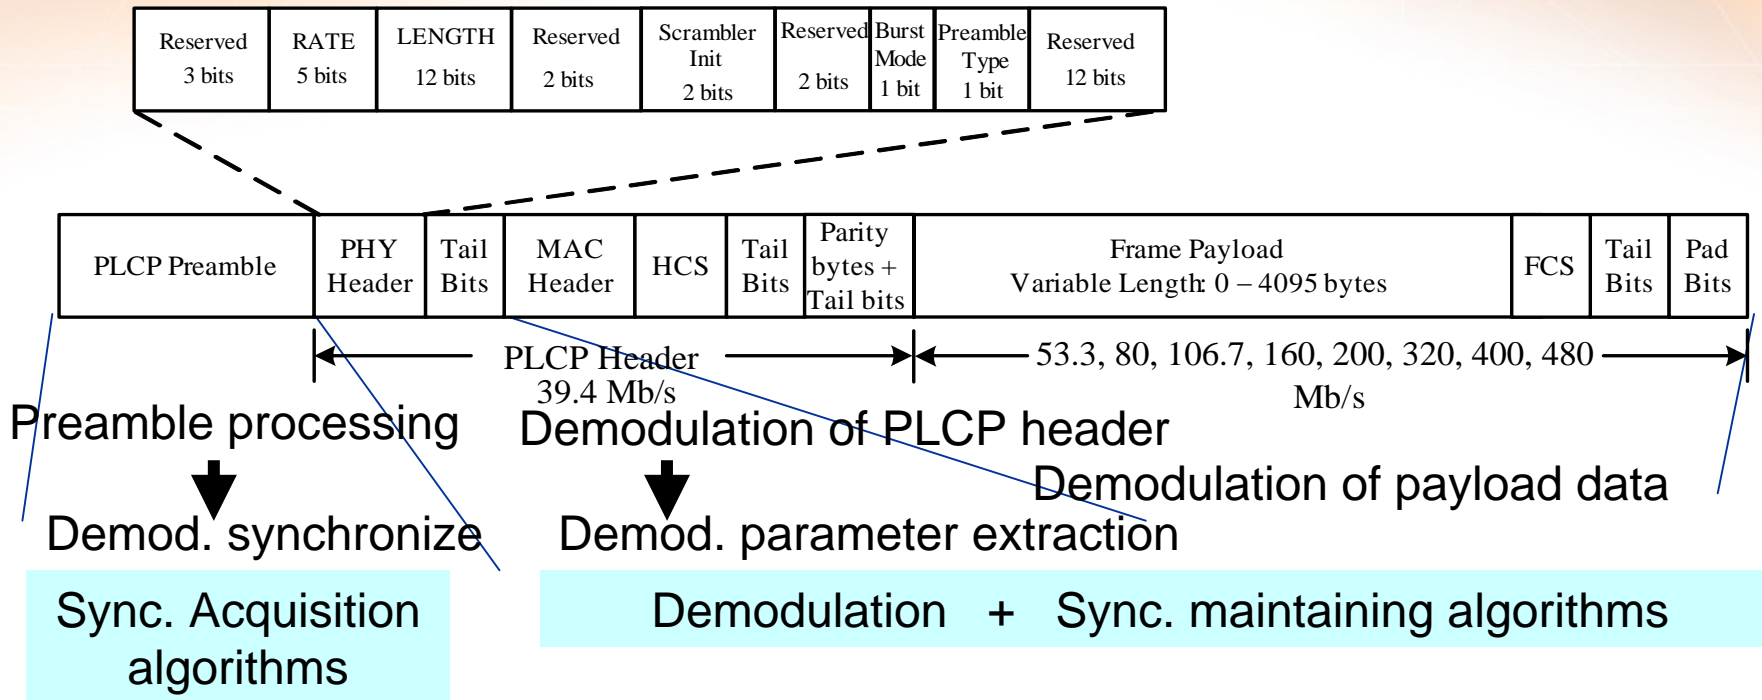 Reserved
3 bits
RATE
5 bits
LENGTH
12 bits
Reserved
2 bits
Scrambler
Init
2 bits
Reserved
2 bits
Burst
Mode
1 bit
Preamble
Type
1 bit
Reserved
12 bits
PLCP Preamble
PHY
Header
Tail
Bits
MAC
Header
HCS
Tail
Bits
Parity
bytes +
Tail bits
Frame Payload
Variable Length: 0 – 4095 bytes
FCS
Tail
Bits
Pad
Bits
PLCP Header
39.4 Mb/s
53.3, 80, 106.7, 160, 200, 320, 400, 480
Mb/s
Preamble processing
Demod. synchronize
Demodulation of PLCP header
Demod. parameter extraction
Demodulation of payload data
Sync. Acquisition
algorithms
Demodulation + Sync. maintaining algorithms